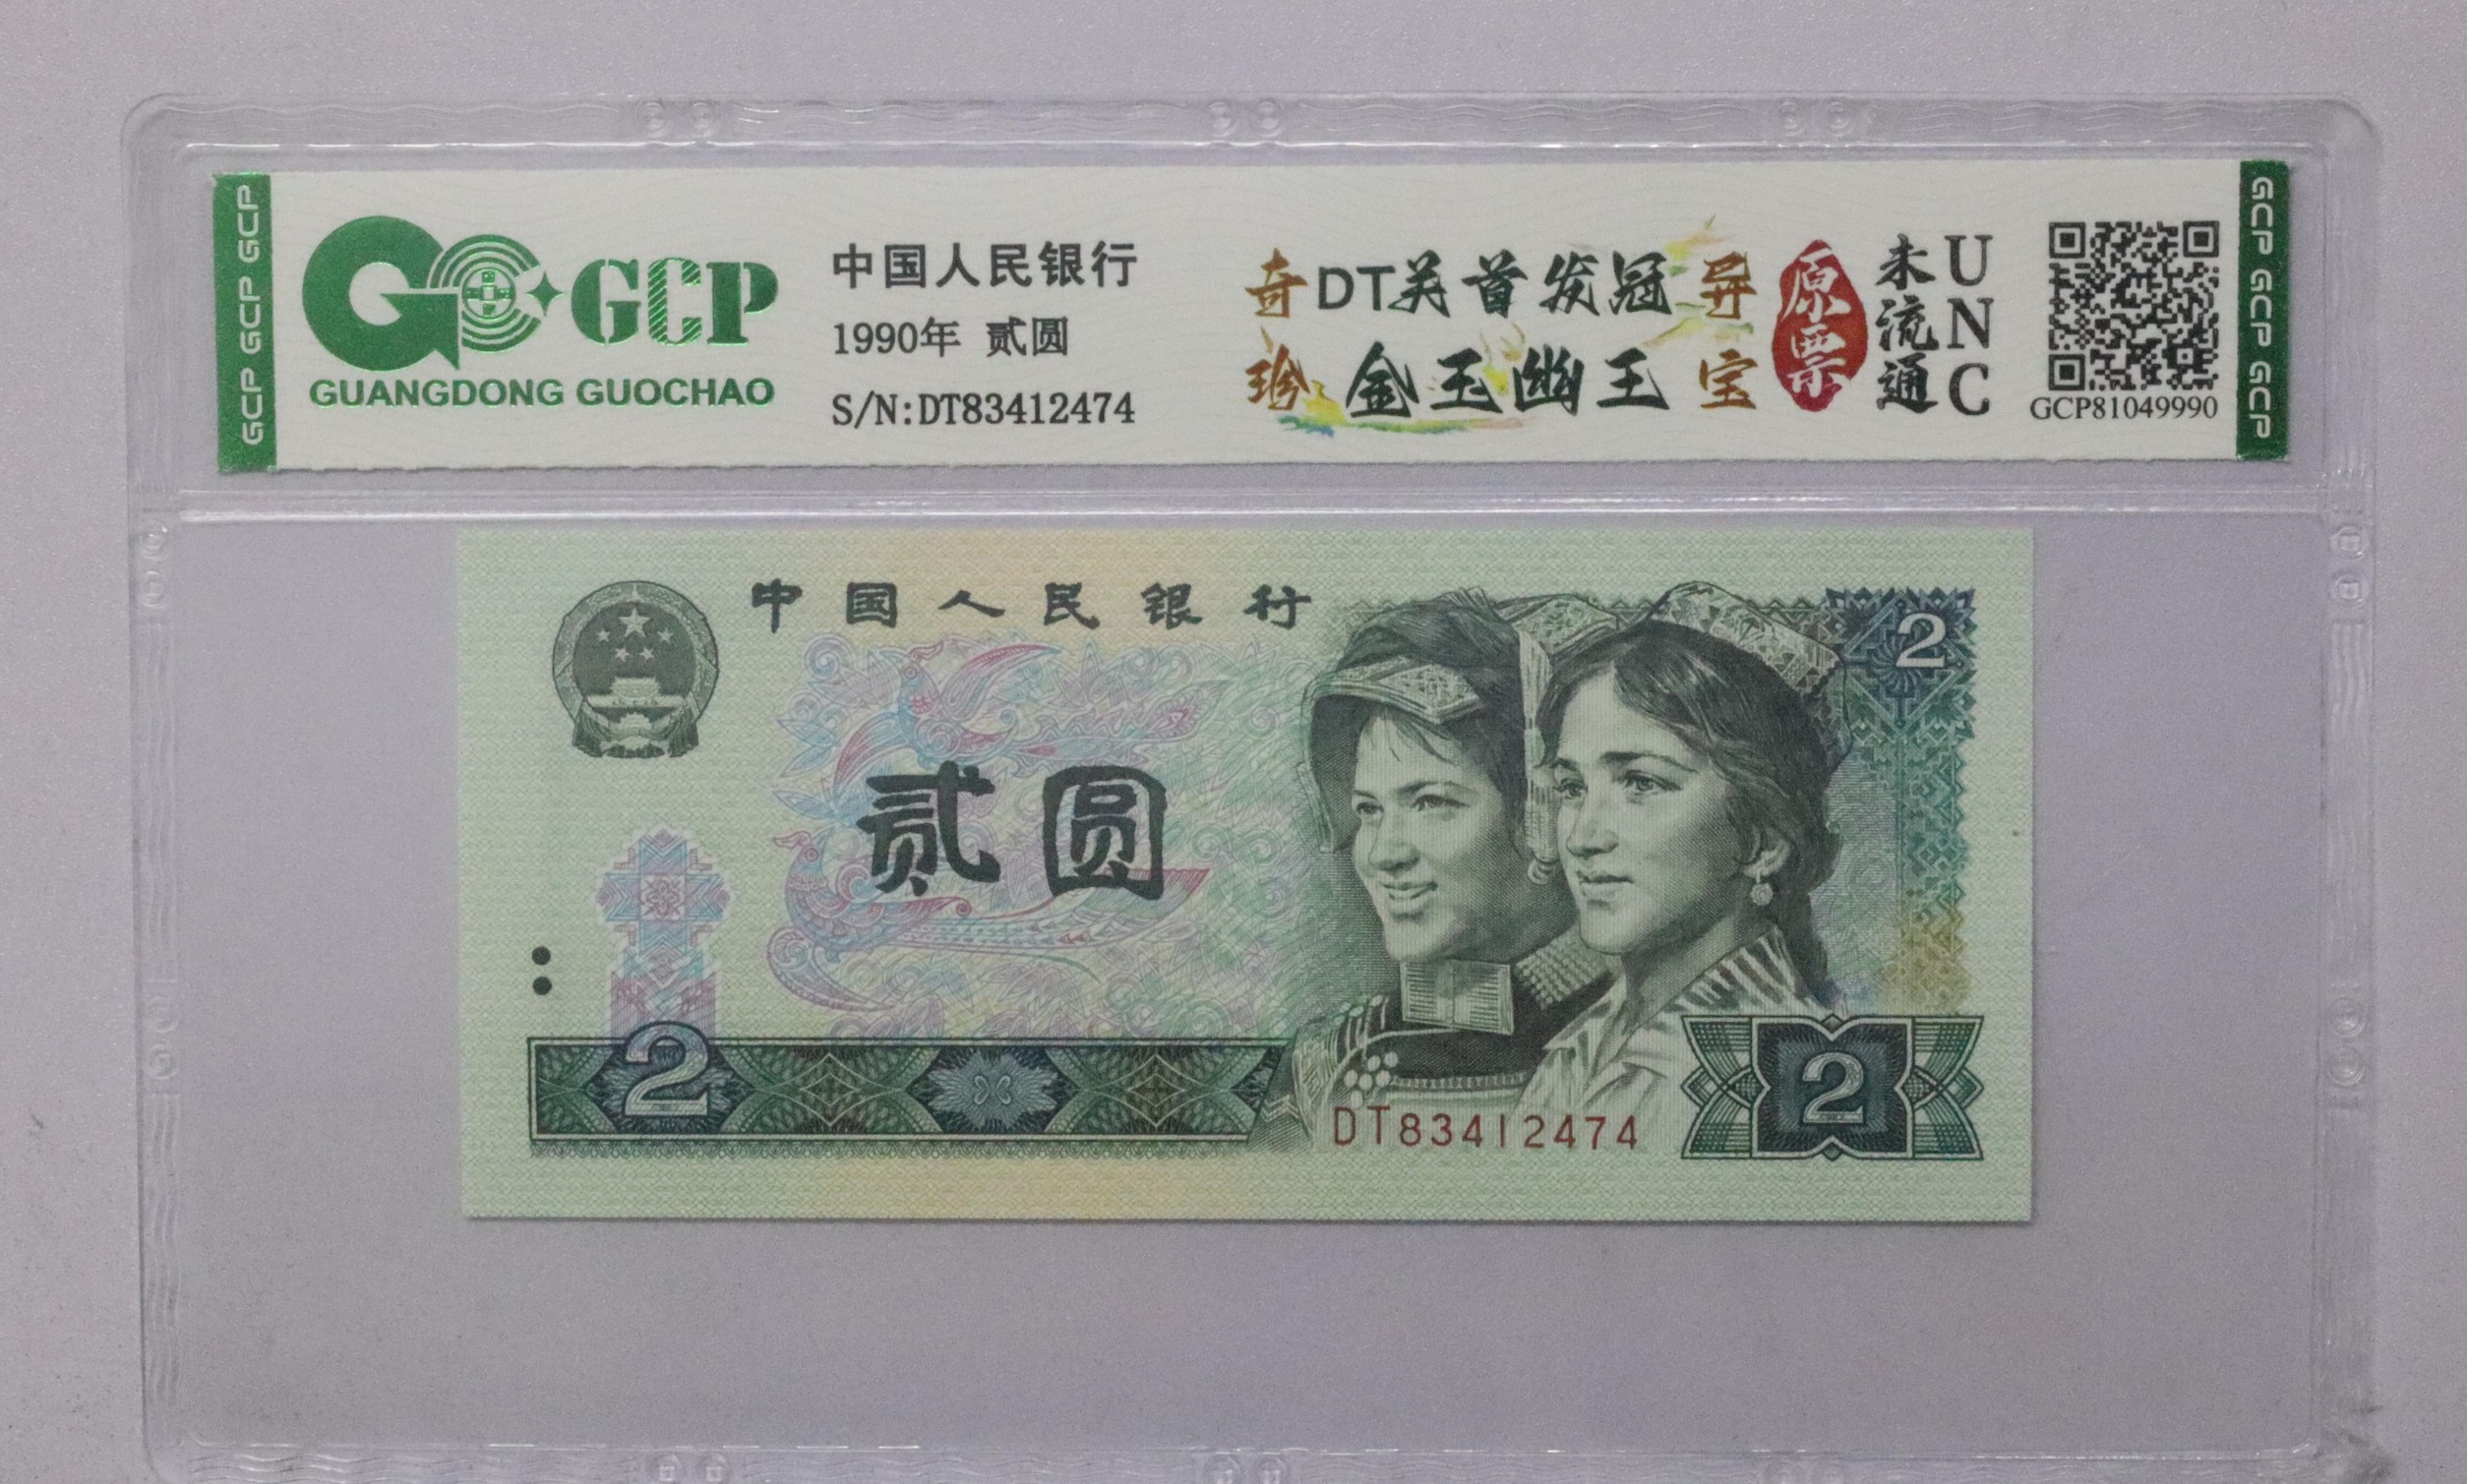 GCP GCP GCP
GCP
GUANGDONG GUOCHAO
中国人民银行
1990年 贰圆
S/N:DT83412474
奇珍
DT关首发冠
金玉幽王
异宝
原票
未流通
UNC
GCP81049990
GCP GCP GCP
中国人民银行
2
贰圆
2
DT83412474
2